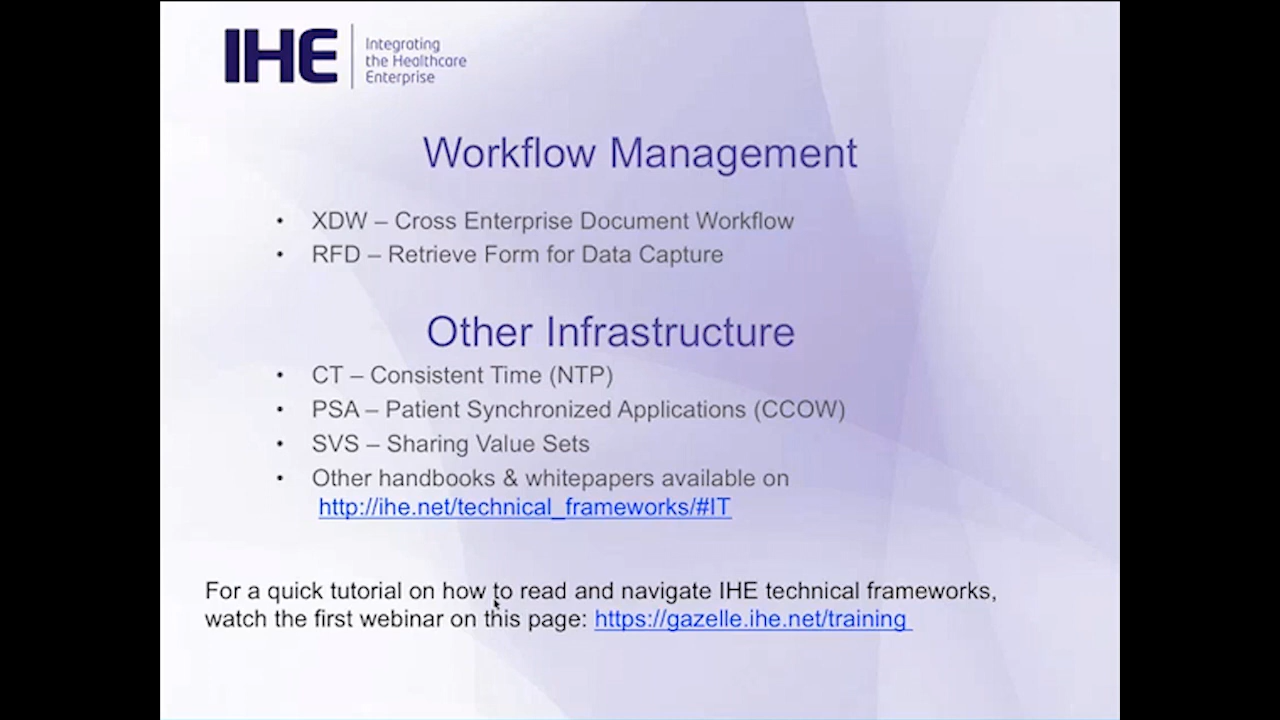 IHE
Integrating
the Healthcare
Enterprise
Workflow Management
• XDW – Cross Enterprise Document Workflow
• RFD – Retrieve Form for Data Capture
Other Infrastructure
• CT – Consistent Time (NTP)
• PSA – Patient Synchronized Applications (CCOW)
• SVS – Sharing Value Sets
• Other handbooks & whitepapers available on
http://ihe.net/technical_frameworks/#IT
For a quick tutorial on how to read and navigate IHE technical frameworks,
watch the first webinar on this page: https://gazelle.ihe.net/training